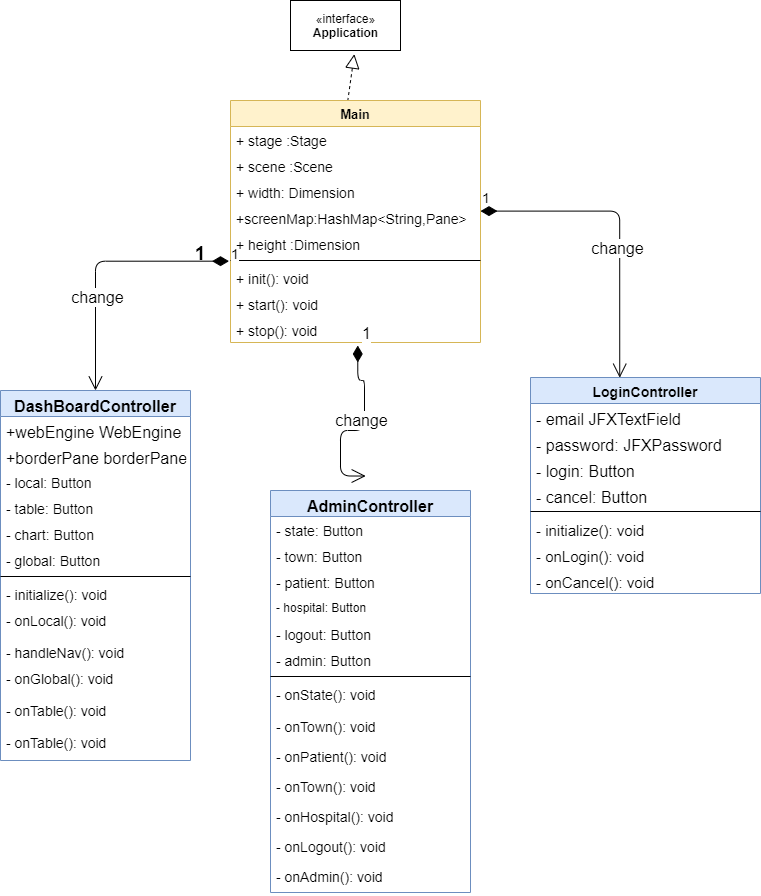 «interface»
Application
Main
+ stage :Stage
+ scene :Scene
+ width: Dimension
+screenMap:HashMap<String,Pane>
+ height :Dimension
+ init(): void
+ start(): void
+ stop(): void
1
1
1
1
change
change
change
DashBoardController
+webEngine WebEngine
+borderPane borderPane
- local: Button
- table: Button
- chart: Button
- global: Button
- initialize(): void
- onLocal(): void
- handleNav(): void
- onGlobal(): void
- onTable(): void
- onTable(): void
AdminController
- state: Button
- town: Button
- patient: Button
- hospital: Button
- logout: Button
- admin: Button
- onState(): void
- onTown(): void
- onPatient(): void
- onTown(): void
- onHospital(): void
- onLogout(): void
- onAdmin(): void
LoginController
- email JFXTextField
- password: JFXPassword
- login: Button
- cancel: Button
- initialize(): void
- onLogin(): void
- onCancel(): void